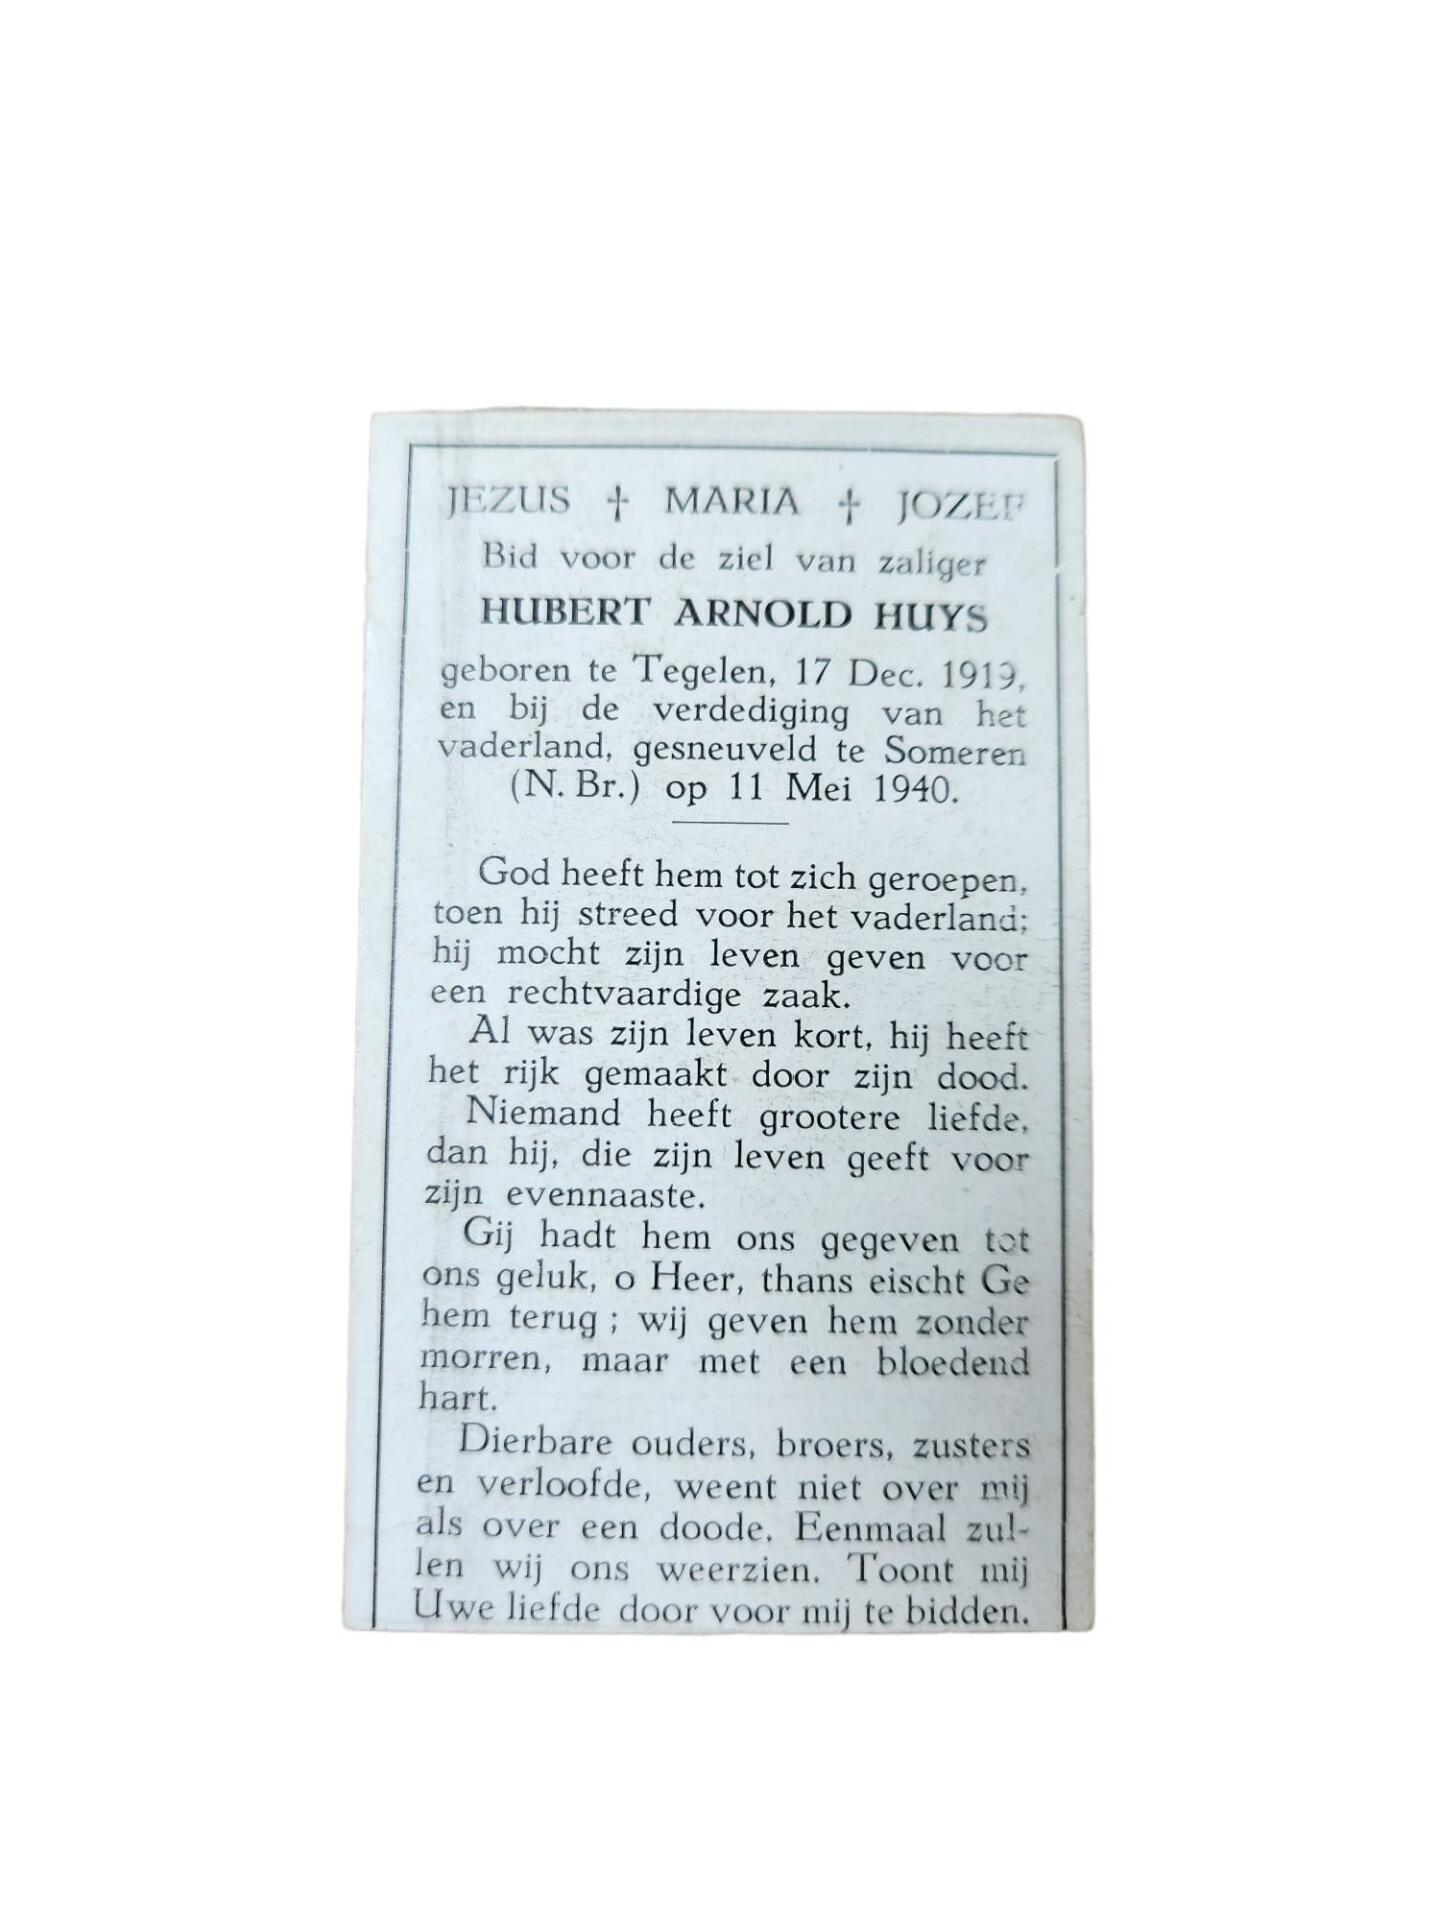 JEZUS † MARIA † JOZEF
Bid voor de ziel van zaliger
HUBERT ARNOLD HUYS
geboren te Tegelen, 17 Dec. 1919,
en bij de verdediging van het
vaderland, gesneuveld te Someren
(N. Br.) op 11 Mei 1940.
God heeft hem tot zich geroepen,
toen hij streed voor het vaderland;
hij mocht zijn leven geven voor
een rechtvaardige zaak.
Al was zijn leven kort, hij heeft
het rijk gemaakt door zijn dood.
Niemand heeft grootere liefde,
dan hij, die zijn leven geeft voor
zijn evennaaste.
Gij hadt hem ons gegeven tot
ons geluk, o Heer, thans eischt Ge
hem terug ; wij geven hem zonder
morren, maar met een bloedend
hart.
Dierbare ouders, broers, zusters
en verloofde, weent niet over mij
als over een doode. Eenmaal zul-
len wij ons weerzien. Toont mij
Uwe liefde door voor mij te bidden.